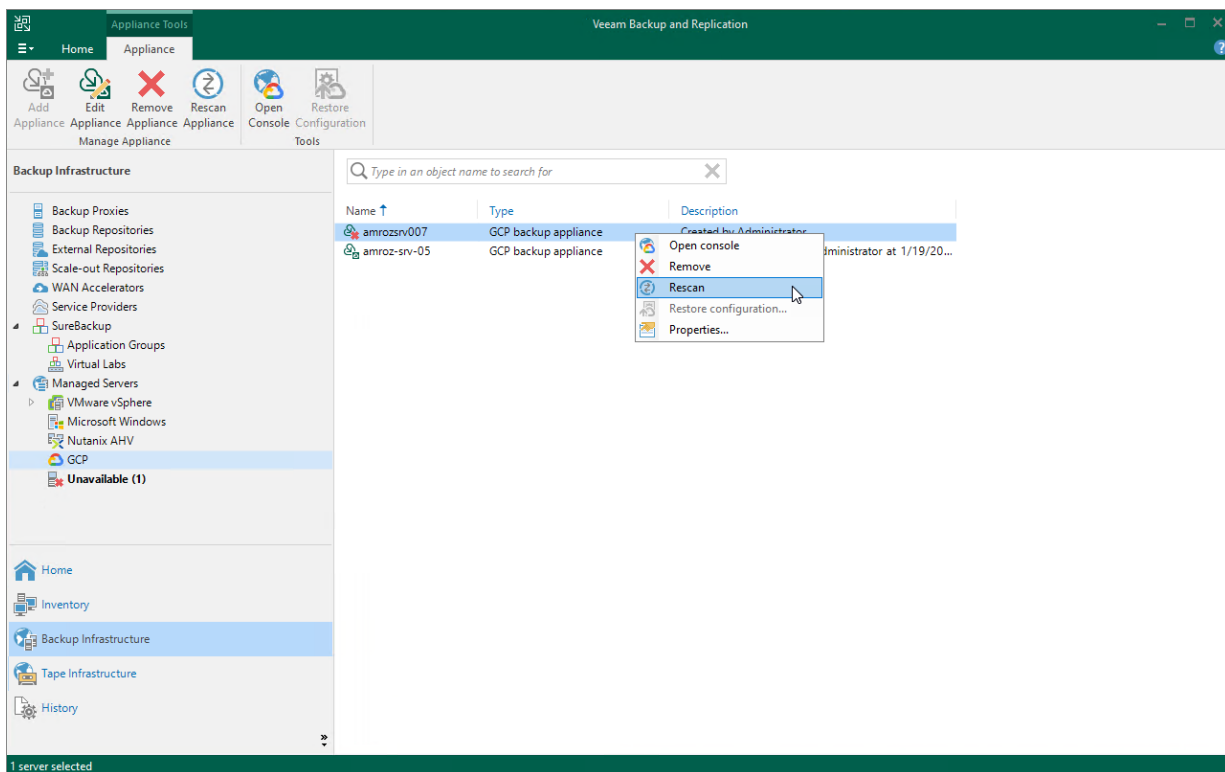 Appliance Tools
Veeam Backup and Replication
Home Appliance
Add Appliance
Edit Appliance
Remove Appliance
Rescan Appliance
Open Console
Restore Configuration
Manage Appliance
Tools
Backup Infrastructure
Backup Proxies
Backup Repositories
External Repositories
Scale-out Repositories
WAN Accelerators
Service Providers
SureBackup
Application Groups
Virtual Labs
Managed Servers
VMware vSphere
Microsoft Windows
Nutanix AHV
GCP
Unavailable (1)
Home
Inventory
Backup Infrastructure
Tape Infrastructure
History
Type in an object name to search for
Name Type Description
amrozsrv007 GCP backup appliance Created by Administrator
amroz-srv-05 GCP backup appliance dministrator at 1/19/20...
Open console
Remove
Rescan
Restore configuration...
Properties...
1 server selected